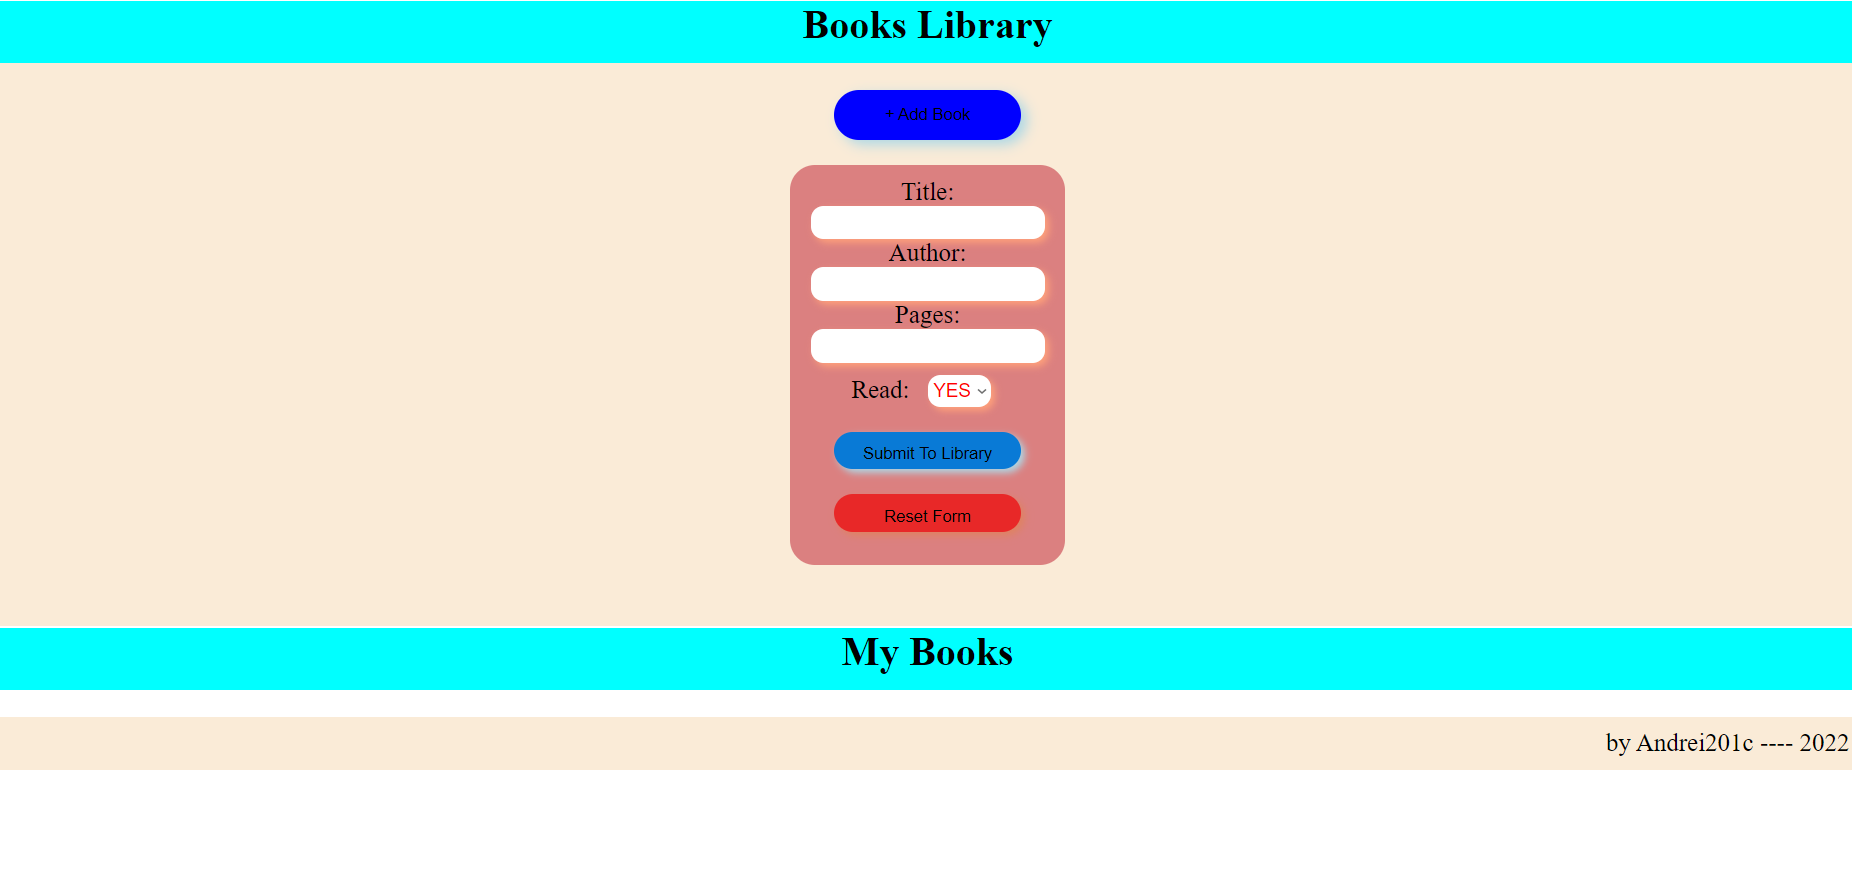 Books Library
+ Add Book
Title:
Author:
Pages:
Read: YES
Submit To Library
Reset Form
My Books
by Andrei201c ---- 2022